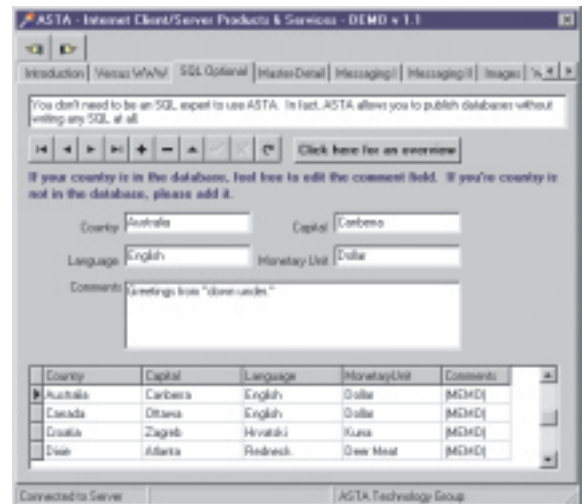 ASTA - Internet Client/Server Products & Services - DEMO v 1.1
Introduction Versus WWW SQL Optional Master-Detail Messaging I Messaging II Images
You don't need to be an SQL expert to use ASTA. In fact, ASTA allows you to publish databases without
writing any SQL at all.
Click here for an overview
If your country is in the database, feel free to edit the comment field. If you're country is
not in the database, please add it.
Country Australia Capital Canberra
Language English Monetary Unit Dollar
Comments Greetings from "down under."
Country Capital Language MonetaryUnit Comments
Australia Canberra English Dollar (MEMO)
Canada Ottawa English Dollar (MEMO)
Croatia Zagreb Hrvatski Kuna (MEMO)
Dixie Atlanta Redneck Deer Meat (MEMO)
Connected to Server ASTA Technology Group